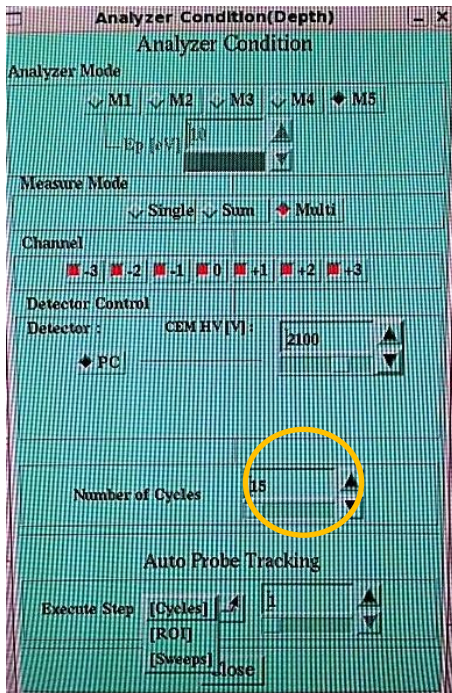 Analyzer Condition(Depth)
Analyzer Condition
Analyzer Mode
M1 M2 M3 M4 M5
Ep [eV] 10
Measure Mode
Single Sum Multi
Channel
-3 -2 -1 0 +1 +2 +3
Detector Control
Detector : CEM HV [V] : 2100
PC
Number of Cycles 15
Auto Probe Tracking
Execute Step [Cycles] 1
[ROI]
[Sweeps] lose